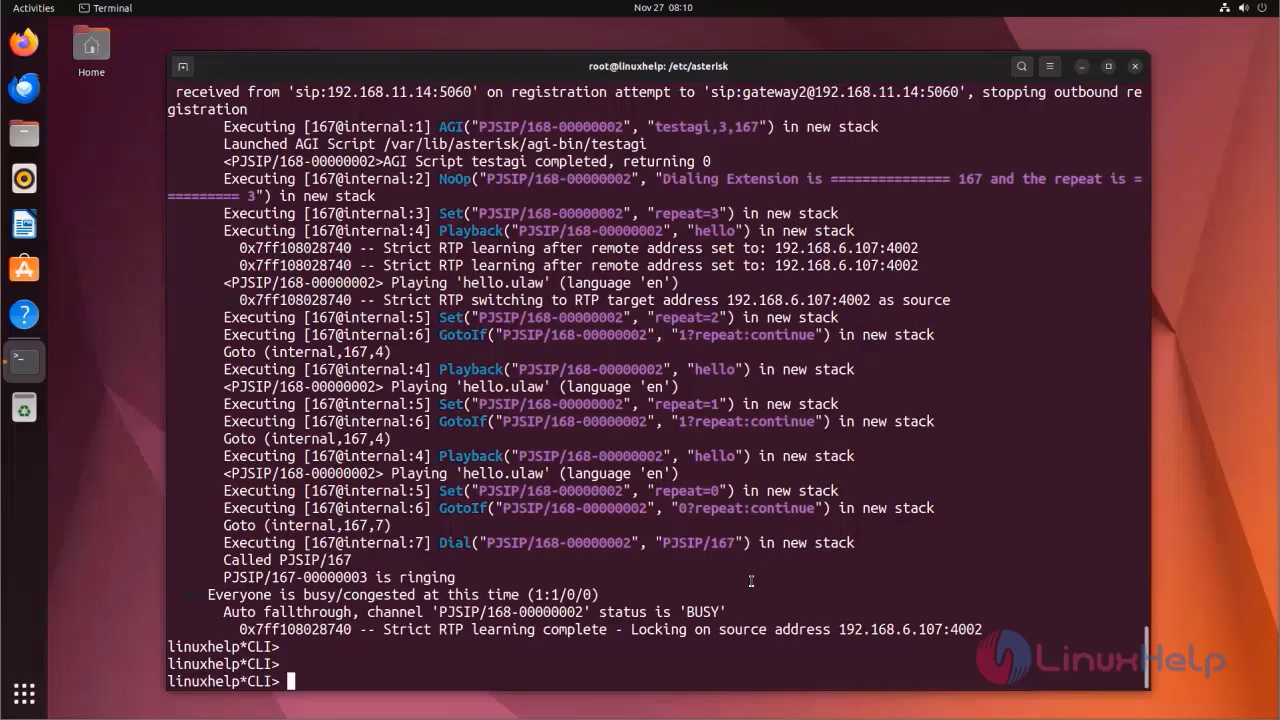 Activities
Terminal
Nov 27 08:10
Home
root@linuxhelp: /etc/asterisk
received from 'sip:192.168.11.14:5060' on registration attempt to 'sip:gateway2@192.168.11.14:5060', stopping outbound re
gistration
Executing [167@internal:1] AGI("PJSIP/168-00000002", "testagi,3,167") in new stack
Launched AGI Script /var/lib/asterisk/agi-bin/testagi
<PJSIP/168-00000002>AGI Script testagi completed, returning 0
Executing [167@internal:2] NoOp("PJSIP/168-00000002", "Dialing Extension is =============== 167 and the repeat is =
========= 3") in new stack
Executing [167@internal:3] Set("PJSIP/168-00000002", "repeat=3") in new stack
Executing [167@internal:4] Playback("PJSIP/168-00000002", "hello") in new stack
0x7ff108028740 -- Strict RTP learning after remote address set to: 192.168.6.107:4002
0x7ff108028740 -- Strict RTP learning after remote address set to: 192.168.6.107:4002
<PJSIP/168-00000002> Playing 'hello.ulaw' (language 'en')
0x7ff108028740 -- Strict RTP switching to RTP target address 192.168.6.107:4002 as source
Executing [167@internal:5] Set("PJSIP/168-00000002", "repeat=2") in new stack
Executing [167@internal:6] GotoIf("PJSIP/168-00000002", "1?repeat:continue") in new stack
Goto (internal,167,4)
Executing [167@internal:4] Playback("PJSIP/168-00000002", "hello") in new stack
<PJSIP/168-00000002> Playing 'hello.ulaw' (language 'en')
Executing [167@internal:5] Set("PJSIP/168-00000002", "repeat=1") in new stack
Executing [167@internal:6] GotoIf("PJSIP/168-00000002", "1?repeat:continue") in new stack
Goto (internal,167,4)
Executing [167@internal:4] Playback("PJSIP/168-00000002", "hello") in new stack
<PJSIP/168-00000002> Playing 'hello.ulaw' (language 'en')
Executing [167@internal:5] Set("PJSIP/168-00000002", "repeat=0") in new stack
Executing [167@internal:6] GotoIf("PJSIP/168-00000002", "0?repeat:continue") in new stack
Goto (internal,167,7)
Executing [167@internal:7] Dial("PJSIP/168-00000002", "PJSIP/167") in new stack
Called PJSIP/167
PJSIP/167-00000003 is ringing
Everyone is busy/congested at this time (1:1/0/0)
Auto fallthrough, channel 'PJSIP/168-00000002' status is 'BUSY'
0x7ff108028740 -- Strict RTP learning complete - Locking on source address 192.168.6.107:4002
linuxhelp*CLI>
linuxhelp*CLI>
linuxhelp*CLI>
LinuxHelp